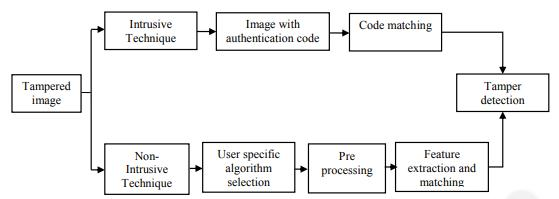 Intrusive
Technique
Image with
authentication code
Code matching
Tampered
image
Tamper
detection
Non-
Intrusive
Technique
User specific
algorithm
selection
Pre
processing
Feature
extraction and
matching